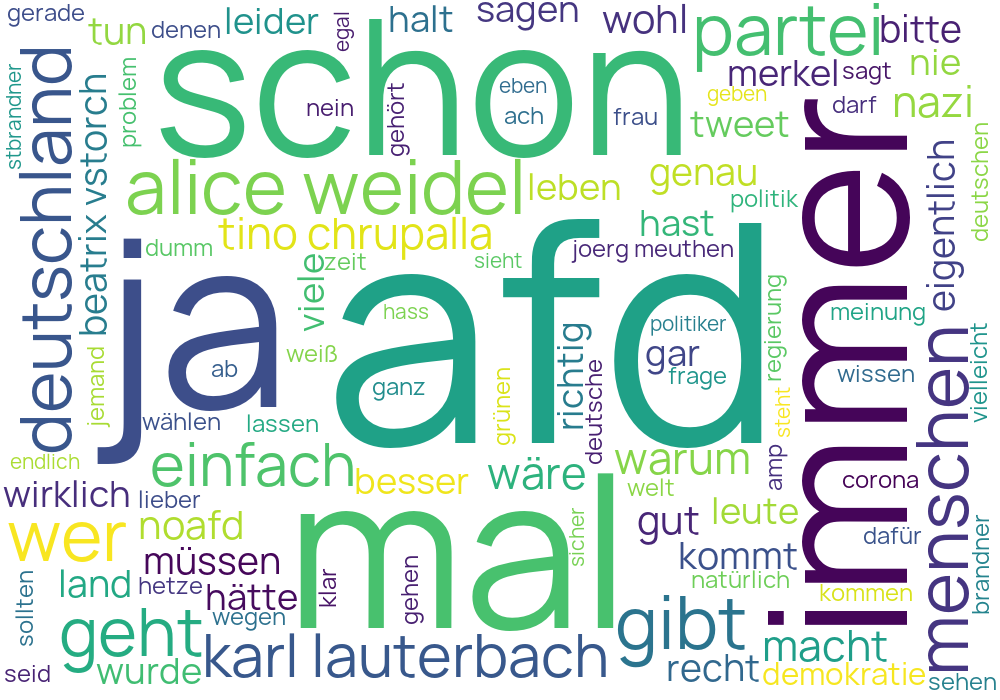 gerade
tun
denen
leider
egal
halt
sagen
wohl
partei
bitte
schon
merkel
sagt
nie
stbrandner
deutschland
problem
beatrix vstorch
nein
gehört
eben
ach
frau
geben
darf
nazi
tweet
immer
alice weidel
leben
genau
politik
eigentlich
deutschen
tino chrupalla
hast
dumm
ja
viele
zeit
sieht
afd
joerg meuthen
hass
politiker
regierung
meinung
jemand
ab
weiß
ganz
grünen
richtig
deutsche
gar
frage
wissen
vielleicht
wählen
lassen
steht
menschen
endlich
einfach
besser
wäre
warum
amp
corona
wirklich
lieber
mal
welt
wer
noafd
sicher
gut
leute
dafür
brandner
müssen
kommt
land
hetze
hätte
klar
gehen
natürlich
kommen
sollten
geht
wegen
gibt
macht
seid
wurde
karl lauterbach
recht
demokratie
sehen